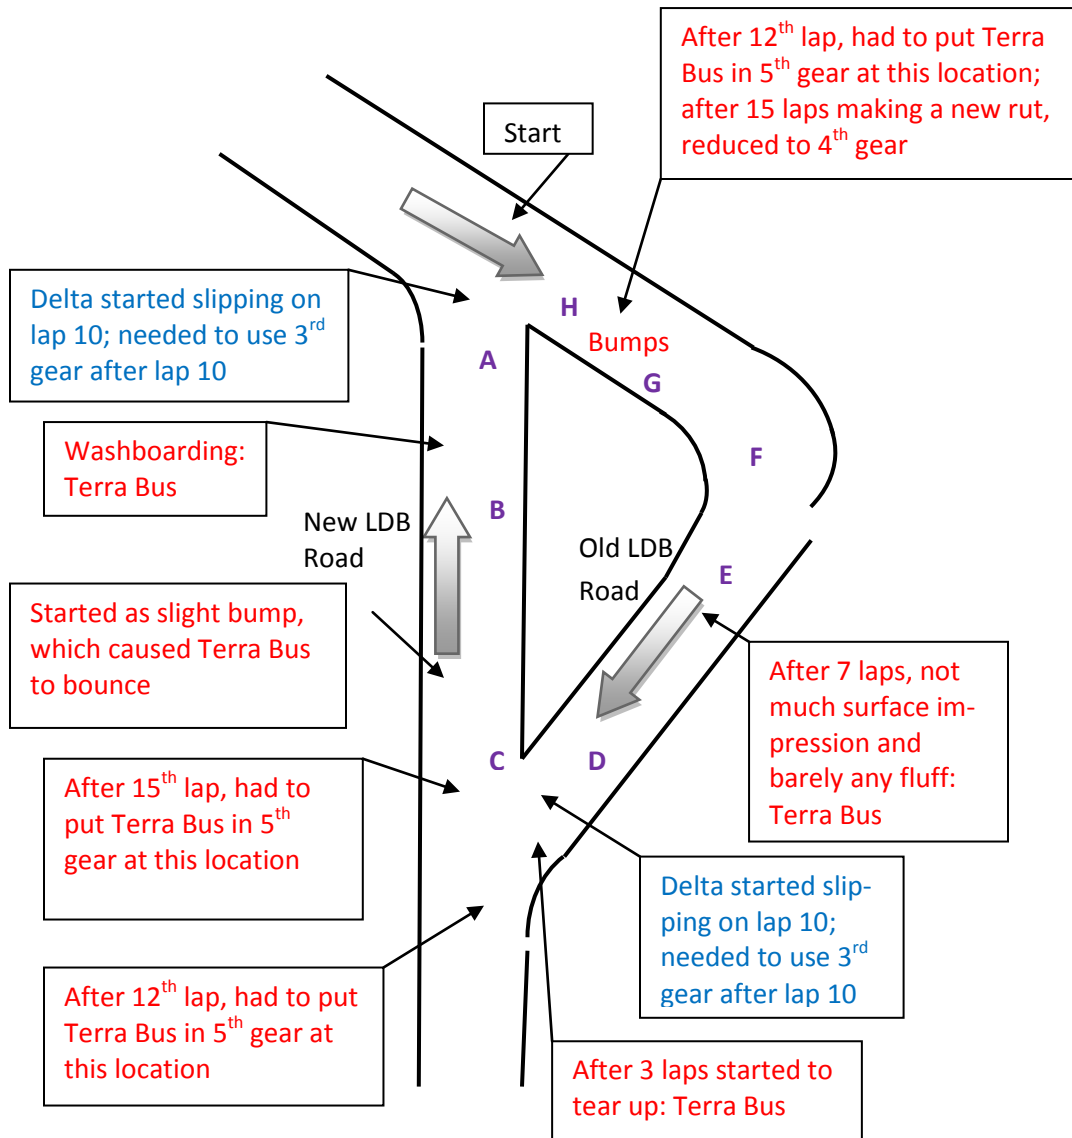 After 12th lap, had to put Terra
Bus in 5th gear at this location;
after 15 laps making a new rut,
reduced to 4th gear
Start
Delta started slipping on
lap 10; needed to use 3rd
gear after lap 10
H
Bumps
A
G
Washboarding:
Terra Bus
F
B
New LDB
Road
Old LDB
Road
E
Started as slight bump,
which caused Terra Bus
to bounce
After 7 laps, not
much surface im-
pression and
barely any fluff:
Terra Bus
C
D
After 15th lap, had to
put Terra Bus in 5th
gear at this location
Delta started slip-
ping on lap 10;
needed to use 3rd
gear after lap 10
After 12th lap, had to put
Terra Bus in 5th gear at
this location
After 3 laps started to
tear up: Terra Bus